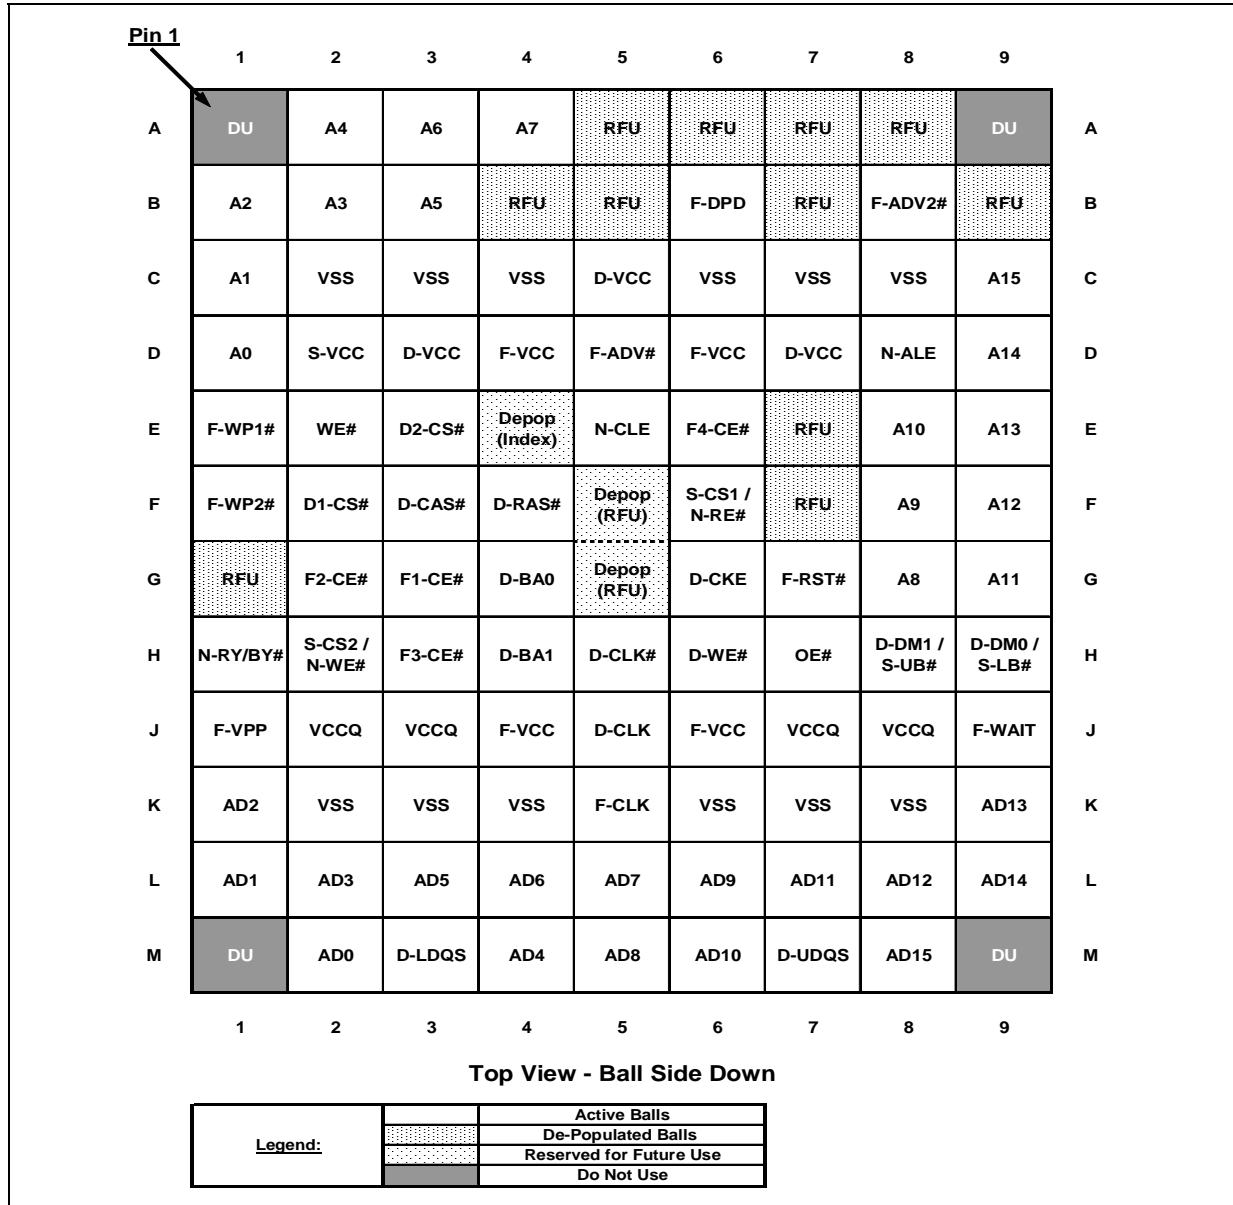 Pin 1
1 2 3 4 5 6 7 8 9
A DU A4 A6 A7 RFU RFU RFU RFU DU A
B A2 A3 A5 RFU RFU F-DPD RFU F-ADV2# RFU B
C A1 VSS VSS VSS D-VCC VSS VSS VSS A15 C
D A0 S-VCC D-VCC F-VCC F-ADV# F-VCC D-VCC N-ALE A14 D
E F-WP1# WE# D2-CS# Depop (Index) N-CLE F4-CE# RFU A10 A13 E
F F-WP2# D1-CS# D-CAS# D-RAS# Depop (RFU) S-CS1 / N-RE# RFU A9 A12 F
G RFU F2-CE# F1-CE# D-BA0 Depop (RFU) D-CKE F-RST# A8 A11 G
H N-RY/BY# S-CS2 / N-WE# F3-CE# D-BA1 D-CLK# D-WE# OE# D-DM1 / S-UB# D-DM0 / S-LB# H
J F-VPP VCCQ VCCQ F-VCC D-CLK F-VCC VCCQ VCCQ F-WAIT J
K AD2 VSS VSS VSS F-CLK VSS VSS VSS AD13 K
L AD1 AD3 AD5 AD6 AD7 AD9 AD11 AD12 AD14 L
M DU AD0 D-LDQS AD4 AD8 AD10 D-UDQS AD15 DU M
1 2 3 4 5 6 7 8 9
Top View - Ball Side Down
Legend:
Active Balls
De-Populated Balls
Reserved for Future Use
Do Not Use